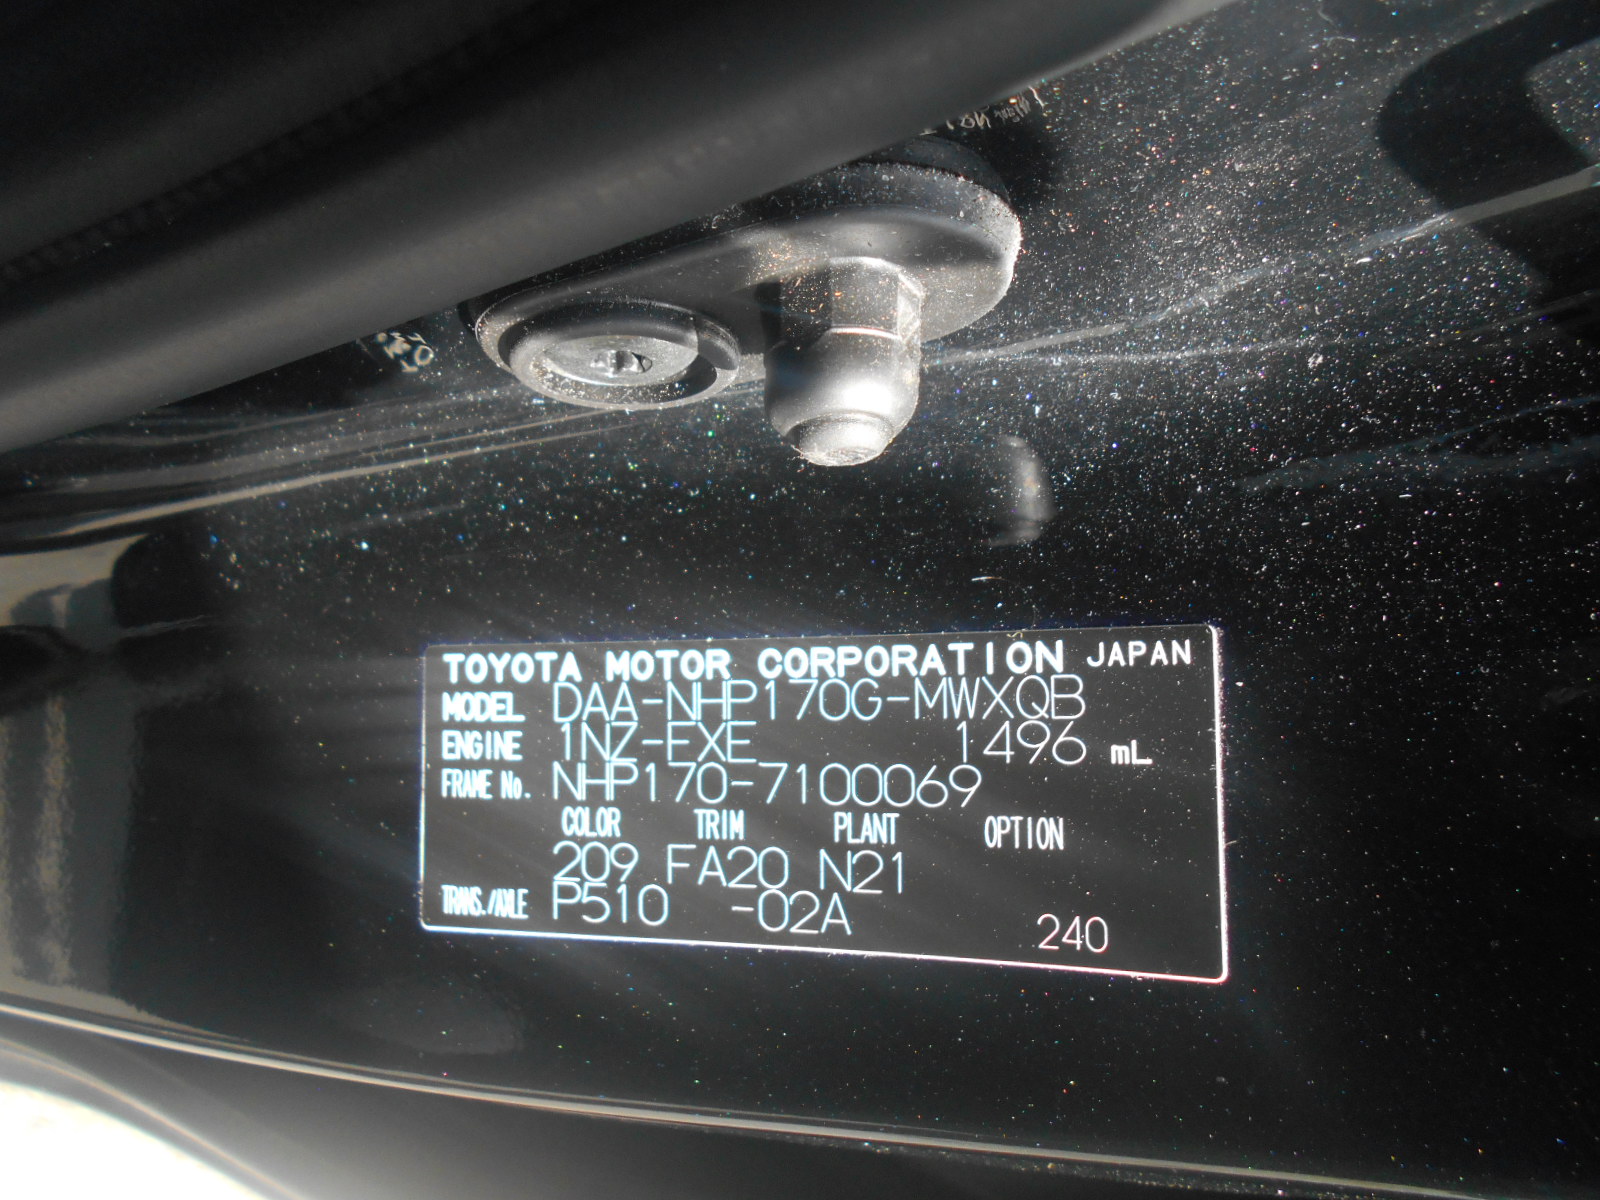 TOYOTA MOTOR CORPORATION JAPAN
MODEL DAA-NHP170G-MWXQB
ENGINE 1NZ-FXE 1496 mL
FRAME No. NHP170-7100069
COLOR TRIM PLANT OPTION
209 FA20 N21
TRANS./AXLE P510 -02A
240